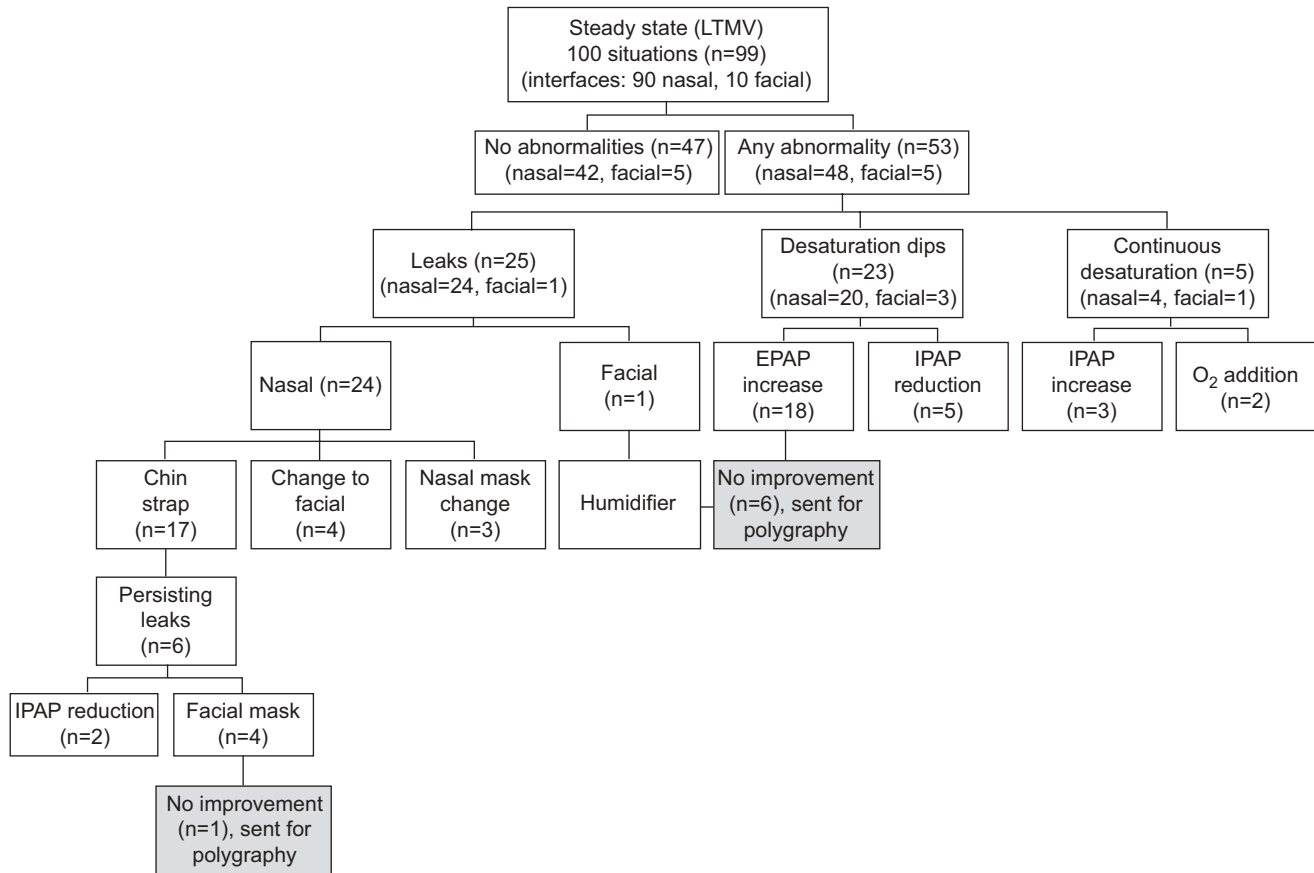 Steady state (LTMV)
100 situations (n=99)
(interfaces: 90 nasal, 10 facial)
No abnormalities (n=47)
(nasal=42, facial=5)
Any abnormality (n=53)
(nasal=48, facial=5)
Leaks (n=25)
(nasal=24, facial=1)
Desaturation dips
(n=23)
(nasal=20, facial=3)
Continuous
desaturation (n=5)
(nasal=4, facial=1)
Nasal (n=24)
Facial
(n=1)
EPAP
increase
(n=18)
IPAP
reduction
(n=5)
IPAP
increase
(n=3)
O₂ addition
(n=2)
Chin
strap
(n=17)
Change to
facial
(n=4)
Nasal mask
change
(n=3)
Humidifier
No improvement
(n=6), sent for
polygraphy
Persisting
leaks
(n=6)
IPAP reduction
(n=2)
Facial mask
(n=4)
No improvement
(n=1), sent for
polygraphy